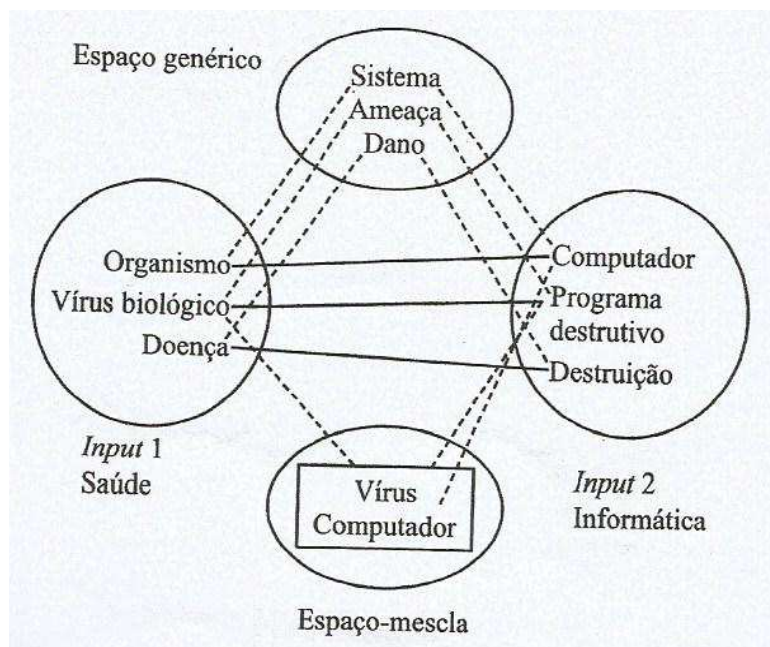 Espaço genérico
Sistema
Ameaça
Dano
Organismo
Vírus biológico
Doença
Computador
Programa
destrutivo
Destruição
Input 1
Saúde
Vírus
Computador
Input 2
Informática
Espaço-mescla